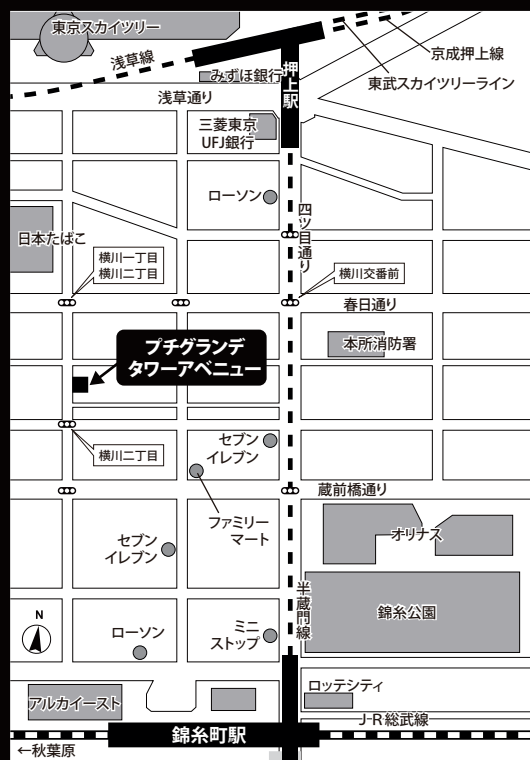 東京スカイツリー
浅草線
京成押上線
東武スカイツリーライン
みずほ銀行
押上駅
浅草通り
三菱東京
UFJ銀行
ローソン
四ツ目通り
日本たばこ
横川一丁目
横川二丁目
横川交番前
春日通り
プチグランデ
タワーアベニュー
本所消防署
横川二丁目
セブン
イレブン
蔵前橋通り
ファミリー
マート
オリナス
セブン
イレブン
半蔵門線
錦糸公園
N
ローソン
ミニ
ストップ
ロッテシティ
アルカイースト
J-R 総武線
錦糸町駅
←秋葉原